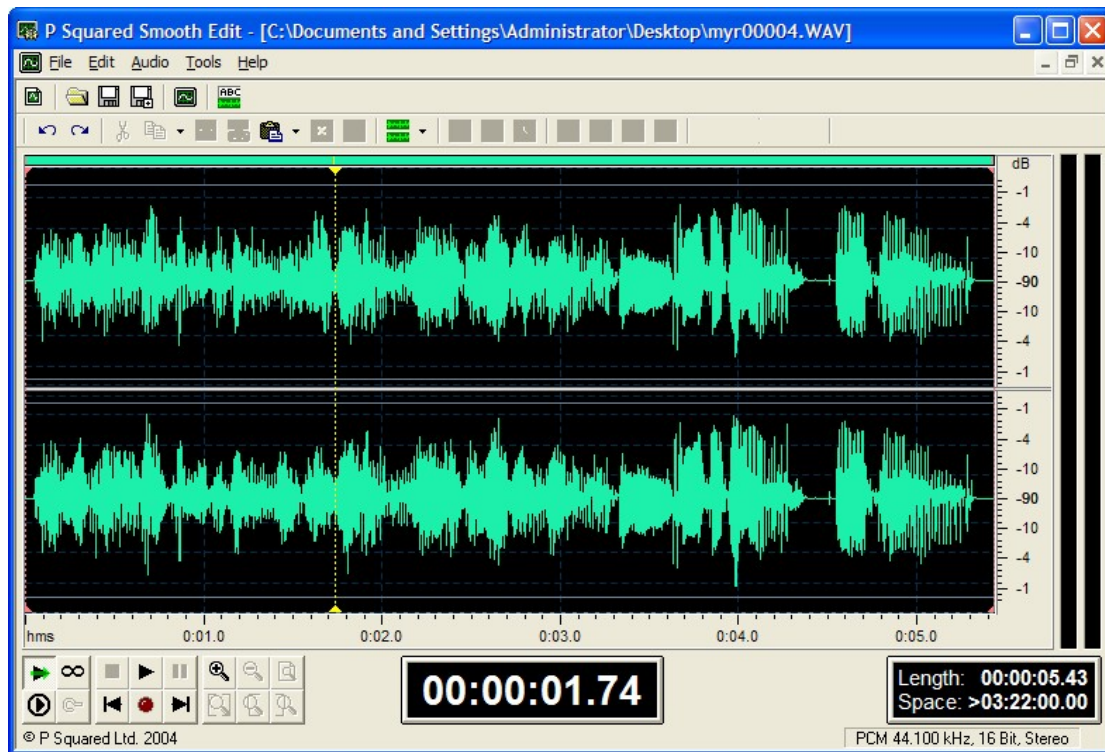 P Squared Smooth Edit - [C:\Documents and Settings\Administrator\Desktop\myr00004.WAV]
File Edit Audio Tools Help
ABC
dB
-1
-4
-10
-90
-10
-4
-1
-1
-4
-10
-90
-10
-4
-1
hms 0:01.0 0:02.0 0:03.0 0:04.0 0:05.0
00:00:01.74
Length: 00:00:05.43
Space: >03:22:00.00
© P Squared Ltd. 2004
PCM 44.100 kHz, 16 Bit, Stereo